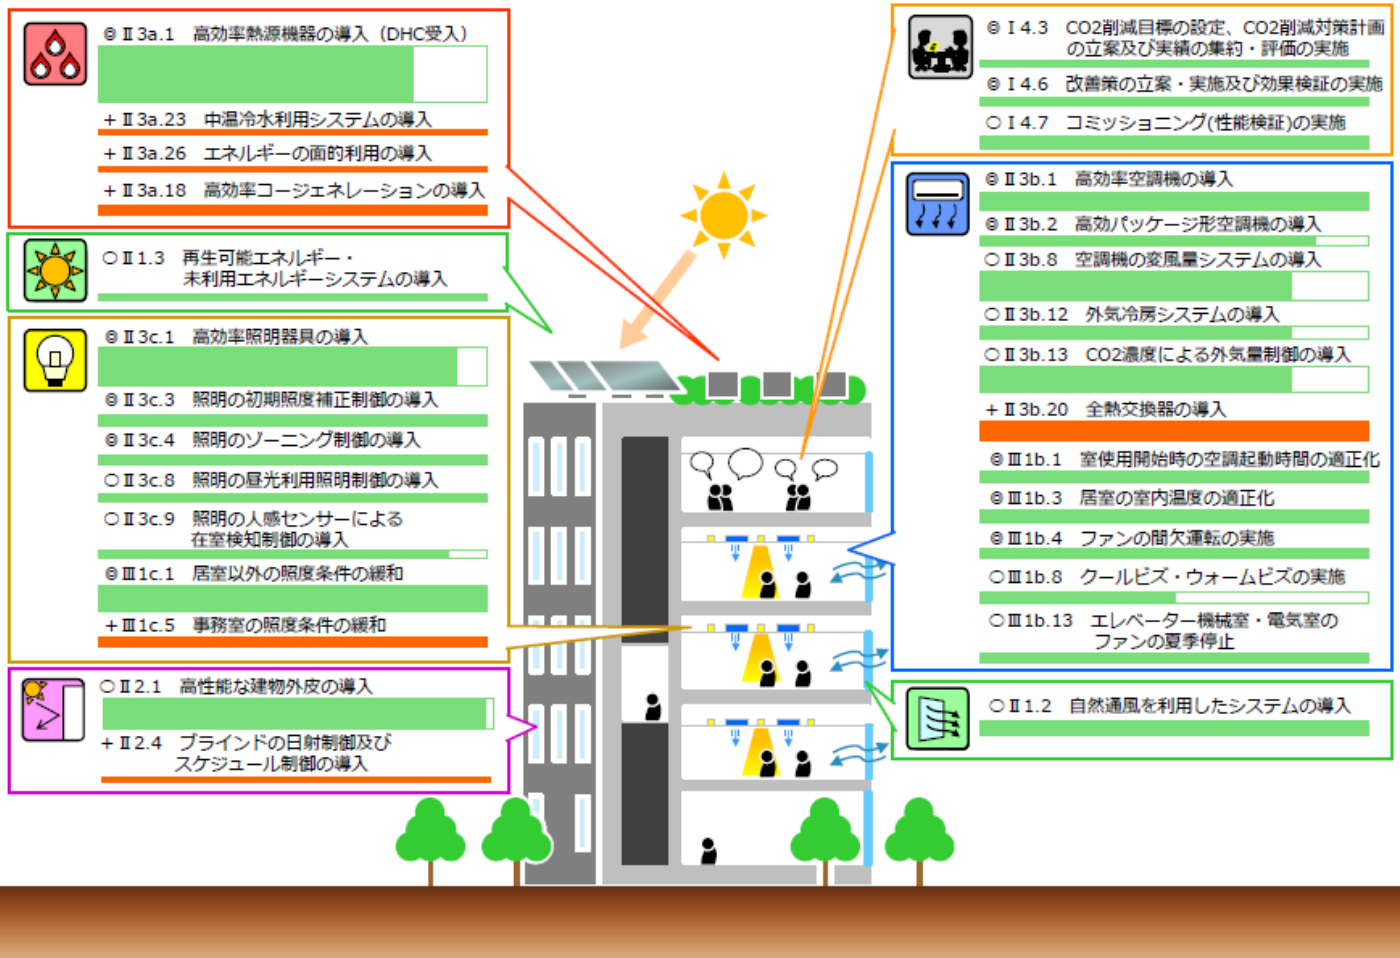 ◎Ⅱ3a.1 高効率熱源機器の導入（DHC受入）
+Ⅱ3a.23 中温冷水利用システムの導入
+Ⅱ3a.26 エネルギーの面的利用の導入
+Ⅱ3a.18 高効率コージェネレーションの導入
○Ⅱ1.3 再生可能エネルギー・
未利用エネルギーシステムの導入
◎Ⅱ3c.1 高効率照明器具の導入
◎Ⅱ3c.3 照明の初期照度補正制御の導入
◎Ⅱ3c.4 照明のゾーニング制御の導入
○Ⅱ3c.8 照明の昼光利用照明制御の導入
○Ⅱ3c.9 照明の人感センサーによる
在室検知制御の導入
◎Ⅲ1c.1 居室以外の照度条件の緩和
+Ⅲ1c.5 事務室の照度条件の緩和
○Ⅱ2.1 高性能な建物外皮の導入
+Ⅱ2.4 ブラインドの日射制御及び
スケジュール制御の導入
◎Ⅰ4.3 CO2削減目標の設定、CO2削減対策計画
の立案及び実績の集約・評価の実施
◎Ⅰ4.6 改善策の立案・実施及び効果検証の実施
○Ⅰ4.7 コミッショニング(性能検証)の実施
◎Ⅱ3b.1 高効率空調機の導入
◎Ⅱ3b.2 高効パッケージ形空調機の導入
○Ⅱ3b.8 空調機の変風量システムの導入
○Ⅱ3b.12 外気冷房システムの導入
○Ⅱ3b.13 CO2濃度による外気量制御の導入
+Ⅱ3b.20 全熱交換器の導入
◎Ⅲ1b.1 室使用開始時の空調起動時間の適正化
◎Ⅲ1b.3 居室の室内温度の適正化
◎Ⅲ1b.4 ファンの間欠運転の実施
○Ⅲ1b.8 クールビズ・ウォームビズの実施
○Ⅲ1b.13 エレベーター機械室・電気室の
ファンの夏季停止
○Ⅱ1.2 自然通風を利用したシステムの導入